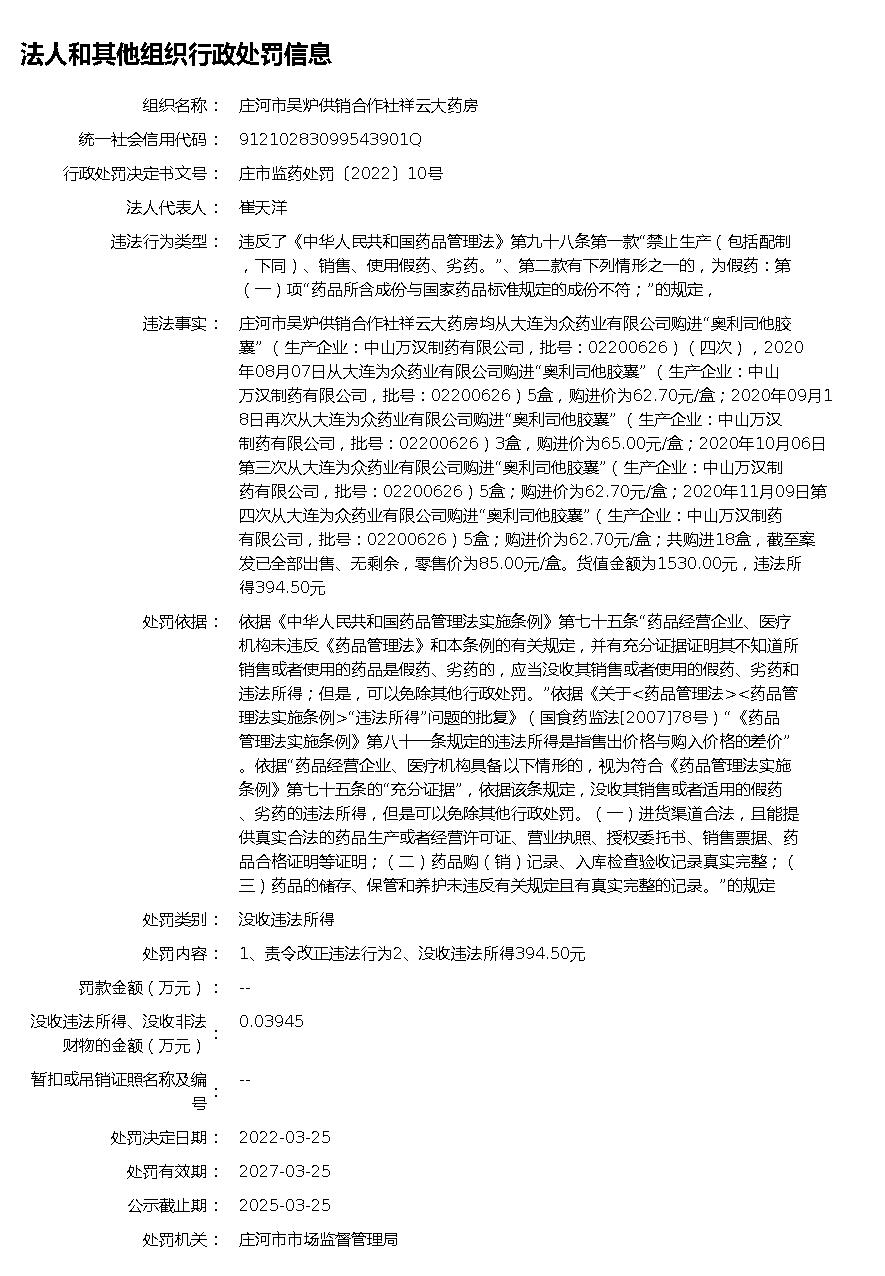 法人和其他组织行政处罚信息
组织名称： 庄河市吴炉供销合作社祥云大药房
统一社会信用代码： 91210283099543901Q
行政处罚决定书文号： 庄市监药处罚〔2022〕10号
法人代表人： 崔天洋
违法行为类型： 违反了《中华人民共和国药品管理法》第九十八条第一款“禁止生产（包括配制
，下同）、销售、使用假药、劣药。”、第二款有下列情形之一的，为假药：第
（一）项“药品所含成份与国家药品标准规定的成份不符；”的规定，
违法事实： 庄河市吴炉供销合作社祥云大药房均从大连为众药业有限公司购进“奥利司他胶
囊”（生产企业：中山万汉制药有限公司，批号：02200626）（四次），2020
年08月07日从大连为众药业有限公司购进“奥利司他胶囊”（生产企业：中山
万汉制药有限公司，批号：02200626）5盒，购进价为62.70元/盒；2020年09月1
8日再次从大连为众药业有限公司购进“奥利司他胶囊”（生产企业：中山万汉
制药有限公司，批号：02200626）3盒，购进价为65.00元/盒；2020年10月06日
第三次从大连为众药业有限公司购进“奥利司他胶囊”（生产企业：中山万汉制
药有限公司，批号：02200626）5盒；购进价为62.70元/盒；2020年11月09日第
四次从大连为众药业有限公司购进“奥利司他胶囊”（生产企业：中山万汉制药
有限公司，批号：02200626）5盒；购进价为62.70元/盒；共购进18盒，截至案
发已全部出售、无剩余，零售价为85.00元/盒。货值金额为1530.00元，违法所
得394.50元
处罚依据： 依据《中华人民共和国药品管理法实施条例》第七十五条“药品经营企业、医疗
机构未违反《药品管理法》和本条例的有关规定，并有充分证据证明其不知道所
销售或者使用的药品是假药、劣药的，应当没收其销售或者使用的假药、劣药和
违法所得；但是，可以免除其他行政处罚。”依据《关于<药品管理法><药品管
理法实施条例>“违法所得”问题的批复》（国食药监法[2007]78号）“《药品
管理法实施条例》第八十一条规定的违法所得是指售出价格与购入价格的差价”
。依据“药品经营企业、医疗机构具备以下情形的，视为符合《药品管理法实施
条例》第七十五条的“充分证据”，依据该条规定，没收其销售或者适用的假药
、劣药的违法所得，但是可以免除其他行政处罚。（一）进货渠道合法，且能提
供真实合法的药品生产或者经营许可证、营业执照、授权委托书、销售票据、药
品合格证明等证明；（二）药品购（销）记录、入库检查验收记录真实完整；（
三）药品的储存、保管和养护未违反有关规定且有真实完整的记录。”的规定
处罚类别： 没收违法所得
处罚内容： 1、责令改正违法行为2、没收违法所得394.50元
罚款金额（万元）： --
没收违法所得、没收非法
财物的金额（万元）： 0.03945
暂扣或吊销证照名称及编
号： --
处罚决定日期： 2022-03-25
处罚有效期： 2027-03-25
公示截止期： 2025-03-25
处罚机关： 庄河市市场监督管理局